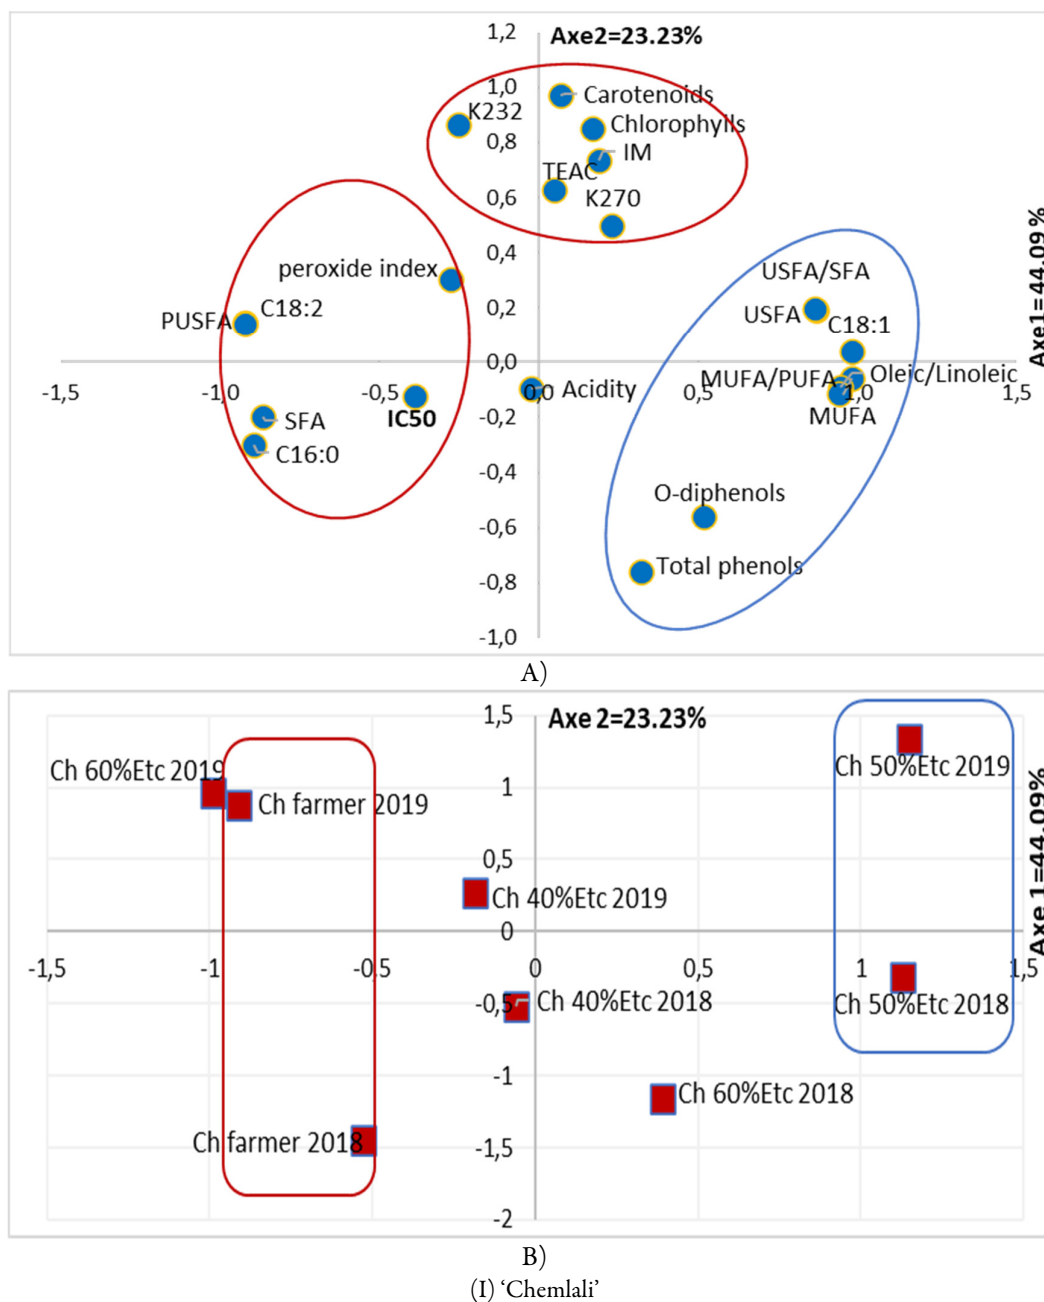 1,2
Axe2=23.23%
1,0
Carotenoids
K232
Chlorophylls
0,8
IM
TEAC
K270
0,6
Axe1=44.09 %
0,4
peroxide index
USFA/SFA
0,2
C18:2
PUSFA
USFA
C18:1
0,0
-1,5
-1,0
-0,5
0,0
0,5
1,0
1,5
Acidity
MUFA/PUFA
Oleic/Linoleic
-0,2
IC50
MUFA
SFA
C16:0
-0,4
O-diphenols
-0,6
Total phenols
-0,8
-1,0
A)
1,5
Axe 2=23.23%
Ch 60%Etc 2019
Ch 50%Etc 2019
1
Ch farmer 2019
Axe 1=44.09%
0,5
Ch 40%Etc 2019
0
-1,5
-1
-0,5
0
0,5
1
1,5
-0,5
Ch 40%Etc 2018
Ch 50%Etc 2018
-1
Ch 60%Etc 2018
Ch farmer 2018
-1,5
-2
B)
(I) ‘Chemlali’